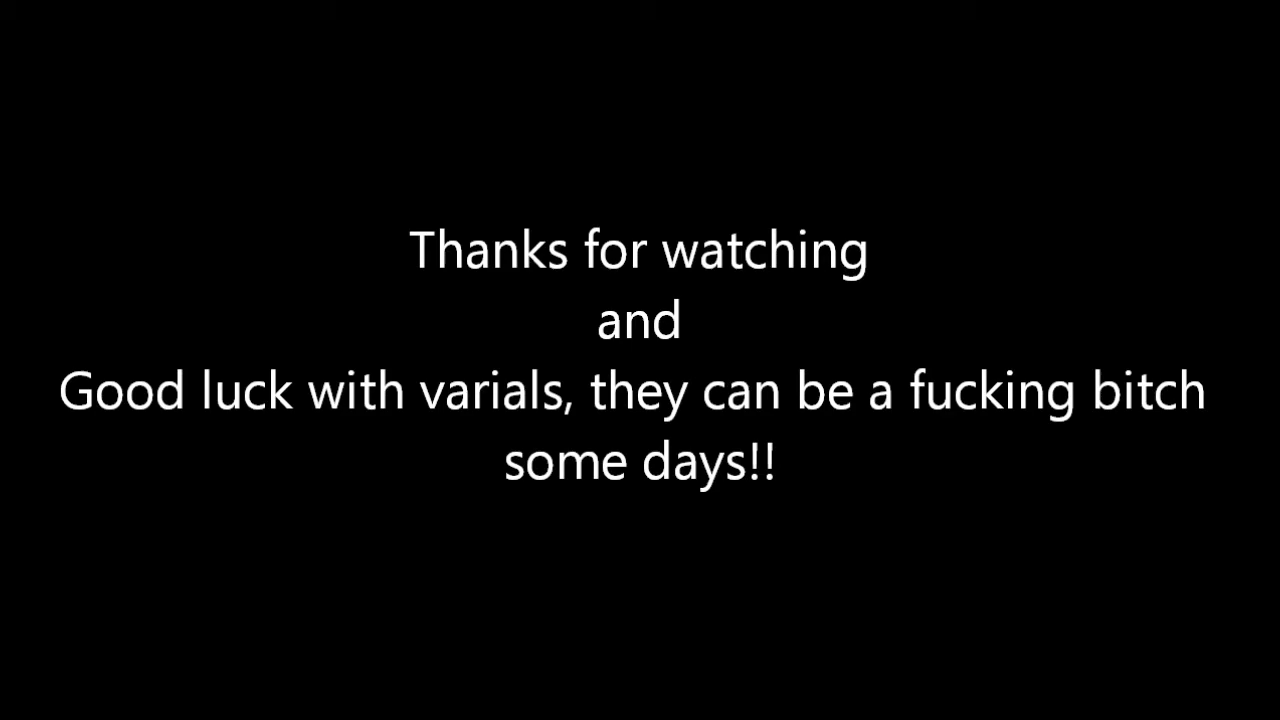 Thanks for watching
and
Good luck with varials, they can be a fucking bitch
some days!!